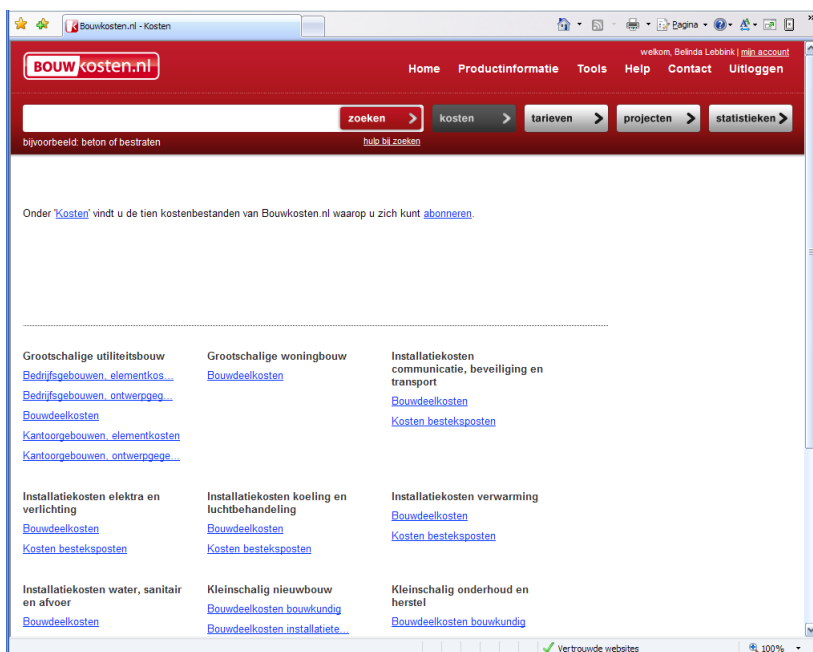 Bouwkosten.nl - Kosten
Pagina
welkom, Belinda Lebbink | mijn account
BOUWkosten.nl
Home Productinformatie Tools Help Contact Uitloggen
zoeken kosten tarieven projecten statistieken
bijvoorbeeld: beton of bestraten hulp bij zoeken
Onder 'Kosten' vindt u de tien kostenbestanden van Bouwkosten.nl waarop u zich kunt abonneren.
Grootschalige utiliteitsbouw
Bedrijfsgebouwen, elementkos...
Bedrijfsgebouwen, ontwerpgeg...
Bouwdeelkosten
Kantoorgebouwen, elementkosten
Kantoorgebouwen, ontwerpgege...
Grootschalige woningbouw
Bouwdeelkosten
Installatiekosten
communicatie, beveiliging en
transport
Bouwdeelkosten
Kosten besteksposten
Installatiekosten elektra en
verlichting
Bouwdeelkosten
Kosten besteksposten
Installatiekosten koeling en
luchtbehandeling
Bouwdeelkosten
Kosten besteksposten
Installatiekosten verwarming
Bouwdeelkosten
Kosten besteksposten
Installatiekosten water, sanitair
en afvoer
Bouwdeelkosten
Kleinschalig nieuwbouw
Bouwdeelkosten bouwkundig
Bouwdeelkosten installatiete...
Kleinschalig onderhoud en
herstel
Bouwdeelkosten bouwkundig
Vertrouwde websites 100%